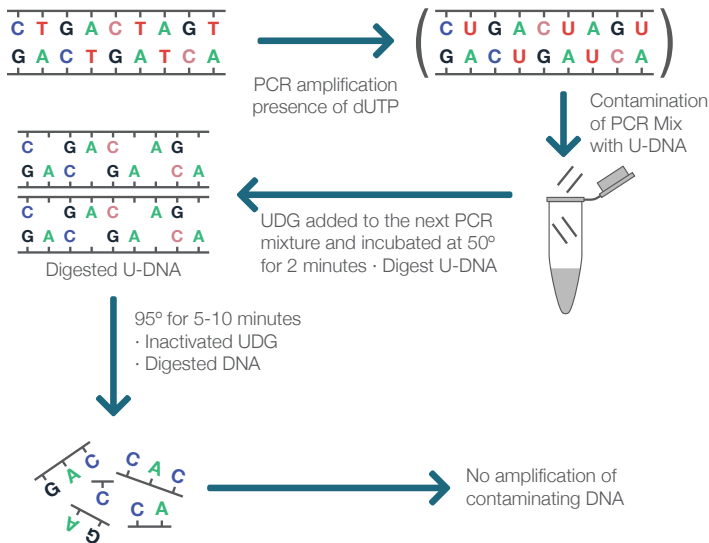 C T G A C T A G T
G A C T G A T C A
PCR amplification
presence of dUTP
C U G A C U A G U
G A C U G A U C A
Contamination
of PCR Mix
with U-DNA
UDG added to the next PCR
mixture and incubated at 50º
for 2 minutes · Digest U-DNA
C G A C A G
G A C G A C A
C G A C A G
G A C G A C A
Digested U-DNA
95º for 5-10 minutes
· Inactivated UDG
· Digested DNA
G A C
C A C
C
A G
C A
No amplification of
contaminating DNA